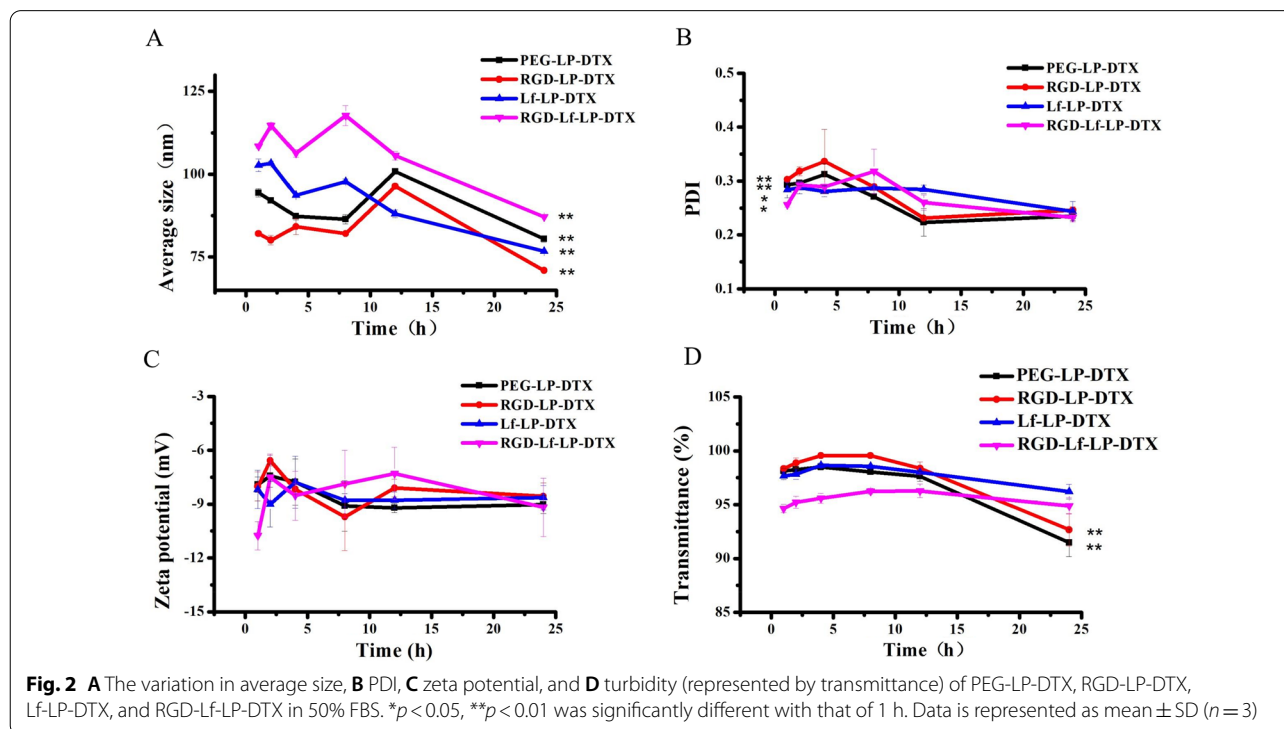 A
PEG-LP-DTX
RGD-LP-DTX
Lf-LP-DTX
RGD-Lf-LP-DTX
Average size (nm)
125
100
75
**
**
**
**
0 5 10 15 20 25
Time (h)
B
PEG-LP-DTX
RGD-LP-DTX
Lf-LP-DTX
RGD-Lf-LP-DTX
PDI
0.5
0.4
0.3
0.2
0.1
**
**
*
*
0 5 10 15 20 25
Time (h)
C
PEG-LP-DTX
RGD-LP-DTX
Lf-LP-DTX
RGD-Lf-LP-DTX
Zeta potential (mV)
-3
-6
-9
-12
-15
0 5 10 15 20 25
Time (h)
D
PEG-LP-DTX
RGD-LP-DTX
Lf-LP-DTX
RGD-Lf-LP-DTX
Transmittance (%)
105
100
95
90
85
**
**
0 5 10 15 20 25
Time (h)
Fig. 2 A The variation in average size, B PDI, C zeta potential, and D turbidity (represented by transmittance) of PEG-LP-DTX, RGD-LP-DTX,
Lf-LP-DTX, and RGD-Lf-LP-DTX in 50% FBS. *p < 0.05, **p < 0.01 was significantly different with that of 1 h. Data is represented as mean ± SD (n = 3)